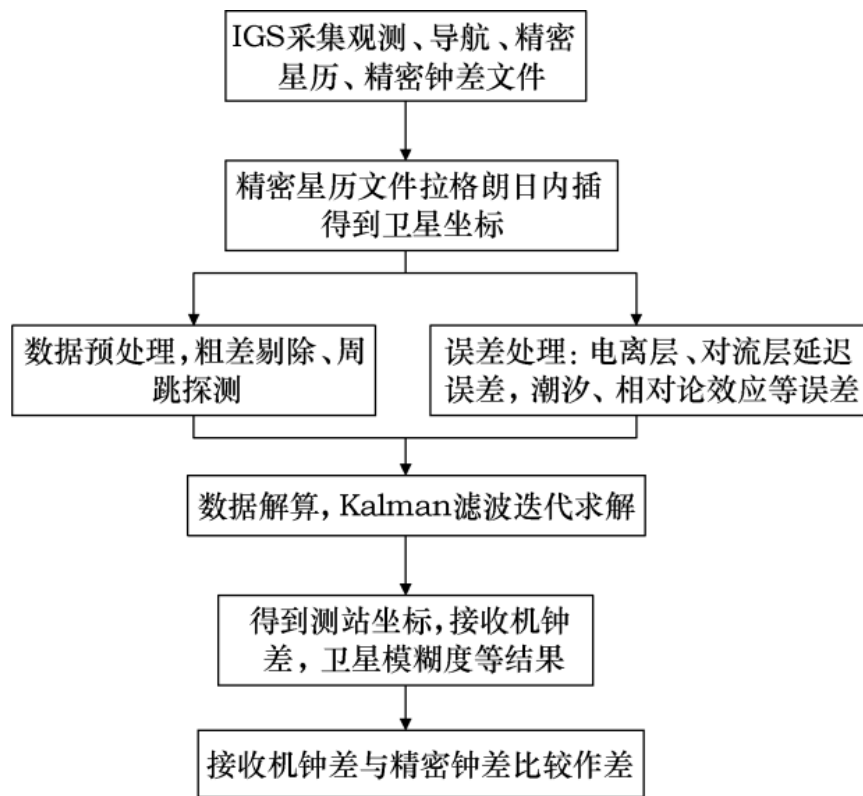 IGS采集观测、导航、精密
星历、精密钟差文件
精密星历文件拉格朗日内插
得到卫星坐标
数据预处理,粗差剔除、周
跳探测
误差处理：电离层、对流层延迟
误差，潮汐、相对论效应等误差
数据解算，Kalman滤波迭代求解
得到测站坐标，接收机钟
差，卫星模糊度等结果
接收机钟差与精密钟差比较作差